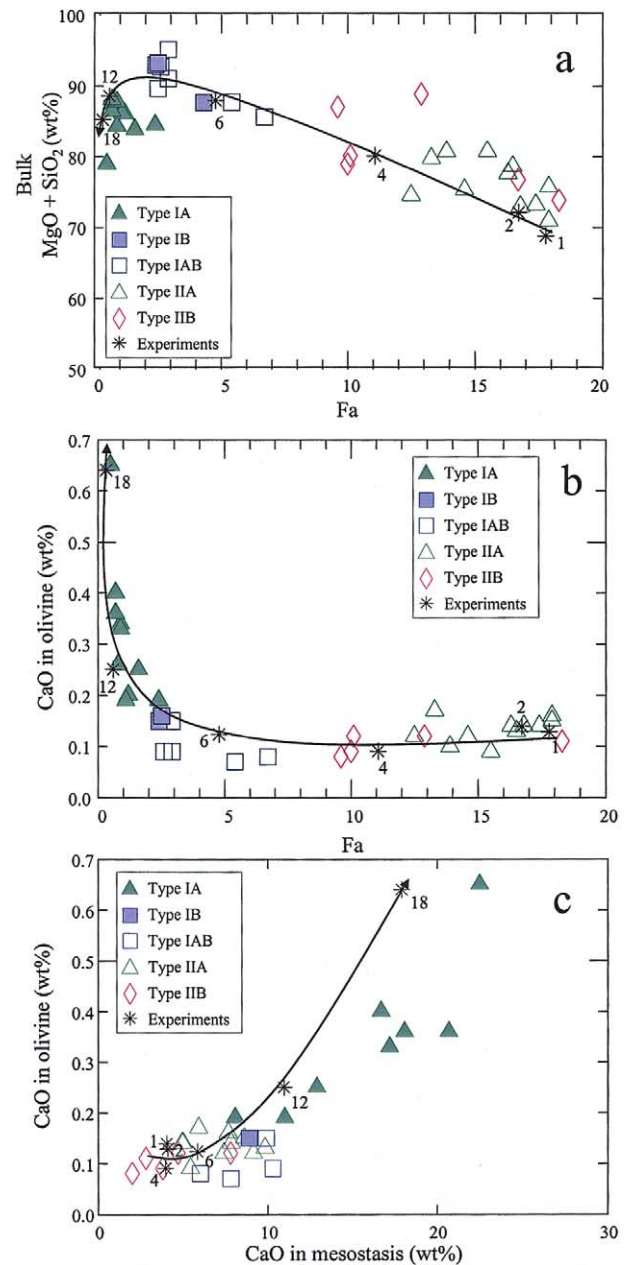 a
100
90
80
70
60
50
Bulk
MgO + SiO₂ (wt%)
12
18
6
4
2
1
Type IA
Type IB
Type IAB
Type IIA
Type IIB
Experiments
0 5 10 15 20
Fa
b
0.7
0.6
0.5
0.4
0.3
0.2
0.1
0.0
CaO in olivine (wt%)
18
12
6
4
2
1
Type IA
Type IB
Type IAB
Type IIA
Type IIB
Experiments
0 5 10 15 20
Fa
c
0.7
0.6
0.5
0.4
0.3
0.2
0.1
0.0
CaO in olivine (wt%)
Type IA
Type IB
Type IAB
Type IIA
Type IIB
Experiments
18
12
1
2
6
4
0 10 20 30
CaO in mesostasis (wt%)